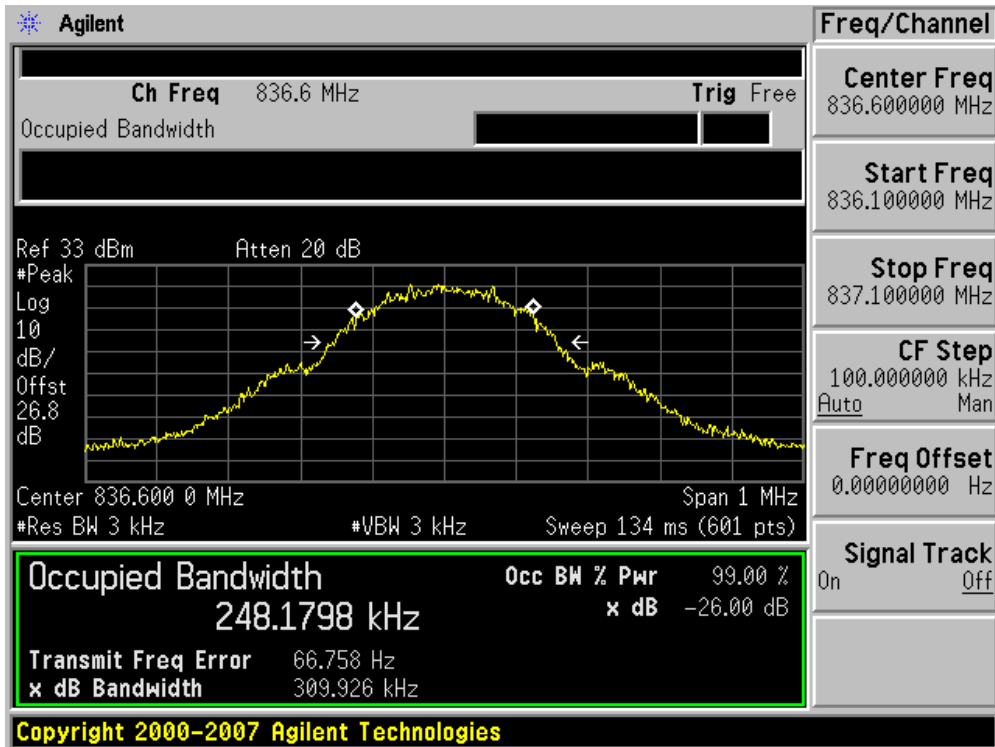 Agilent
Ch Freq 836.6 MHz Trig Free
Occupied Bandwidth
Ref 33 dBm Atten 20 dB
#Peak
Log
10
dB/
Offst
26.8
dB
Center 836.600 0 MHz Span 1 MHz
#Res BW 3 kHz #VBW 3 kHz Sweep 134 ms (601 pts)
Occupied Bandwidth
248.1798 kHz
Occ BW % Pwr 99.00 %
x dB -26.00 dB
Transmit Freq Error 66.758 Hz
x dB Bandwidth 309.926 kHz
Copyright 2000-2007 Agilent Technologies
Freq/Channel
Center Freq
836.600000 MHz
Start Freq
836.100000 MHz
Stop Freq
837.100000 MHz
CF Step
100.000000 kHz
Auto Man
Freq Offset
0.00000000 Hz
Signal Track
On Off